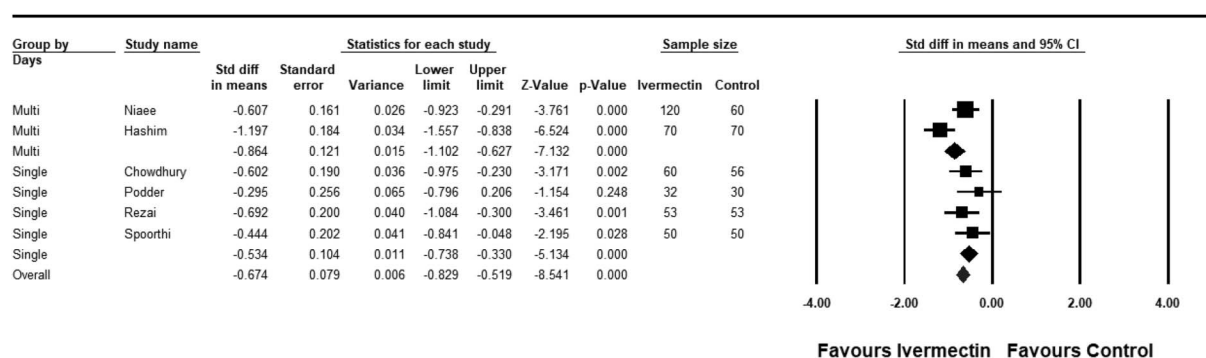 Group by Study name Statistics for each study Sample size Std diff in means and 95% CI
Days
Std diff Standard Lower Upper
in means error Variance limit limit Z-Value p-Value Ivermectin Control
Multi Niaee -0.607 0.161 0.026 -0.923 -0.291 -3.761 0.000 120 60
Multi Hashim -1.197 0.184 0.034 -1.557 -0.838 -6.524 0.000 70 70
Multi -0.864 0.121 0.015 -1.102 -0.627 -7.132 0.000
Single Chowdhury -0.602 0.190 0.036 -0.975 -0.230 -3.171 0.002 60 56
Single Podder -0.295 0.256 0.065 -0.796 0.206 -1.154 0.248 32 30
Single Rezai -0.692 0.200 0.040 -1.084 -0.300 -3.461 0.001 53 53
Single Spoorthi -0.444 0.202 0.041 -0.841 -0.048 -2.195 0.028 50 50
Single -0.534 0.104 0.011 -0.738 -0.330 -5.134 0.000
Overall -0.674 0.079 0.006 -0.829 -0.519 -8.541 0.000
-4.00 -2.00 0.00 2.00 4.00
Favours Ivermectin Favours Control